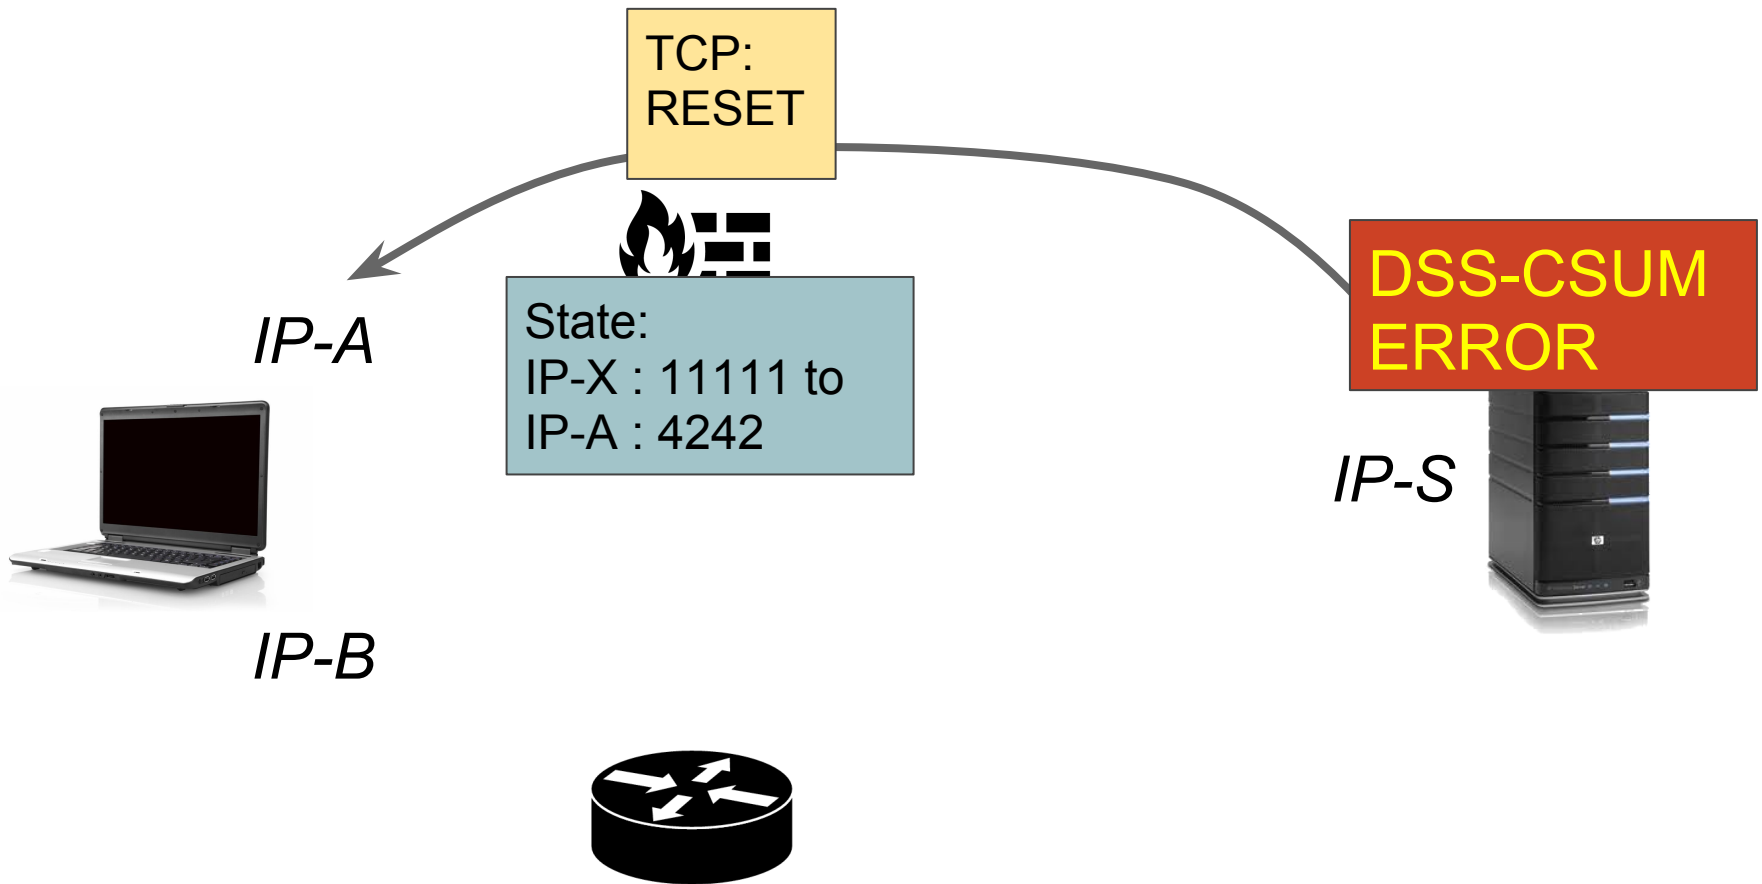 TCP:
RESET
DSS-CSUM
ERROR
IP-A
State:
IP-X : 11111 to
IP-A : 4242
IP-S
IP-B